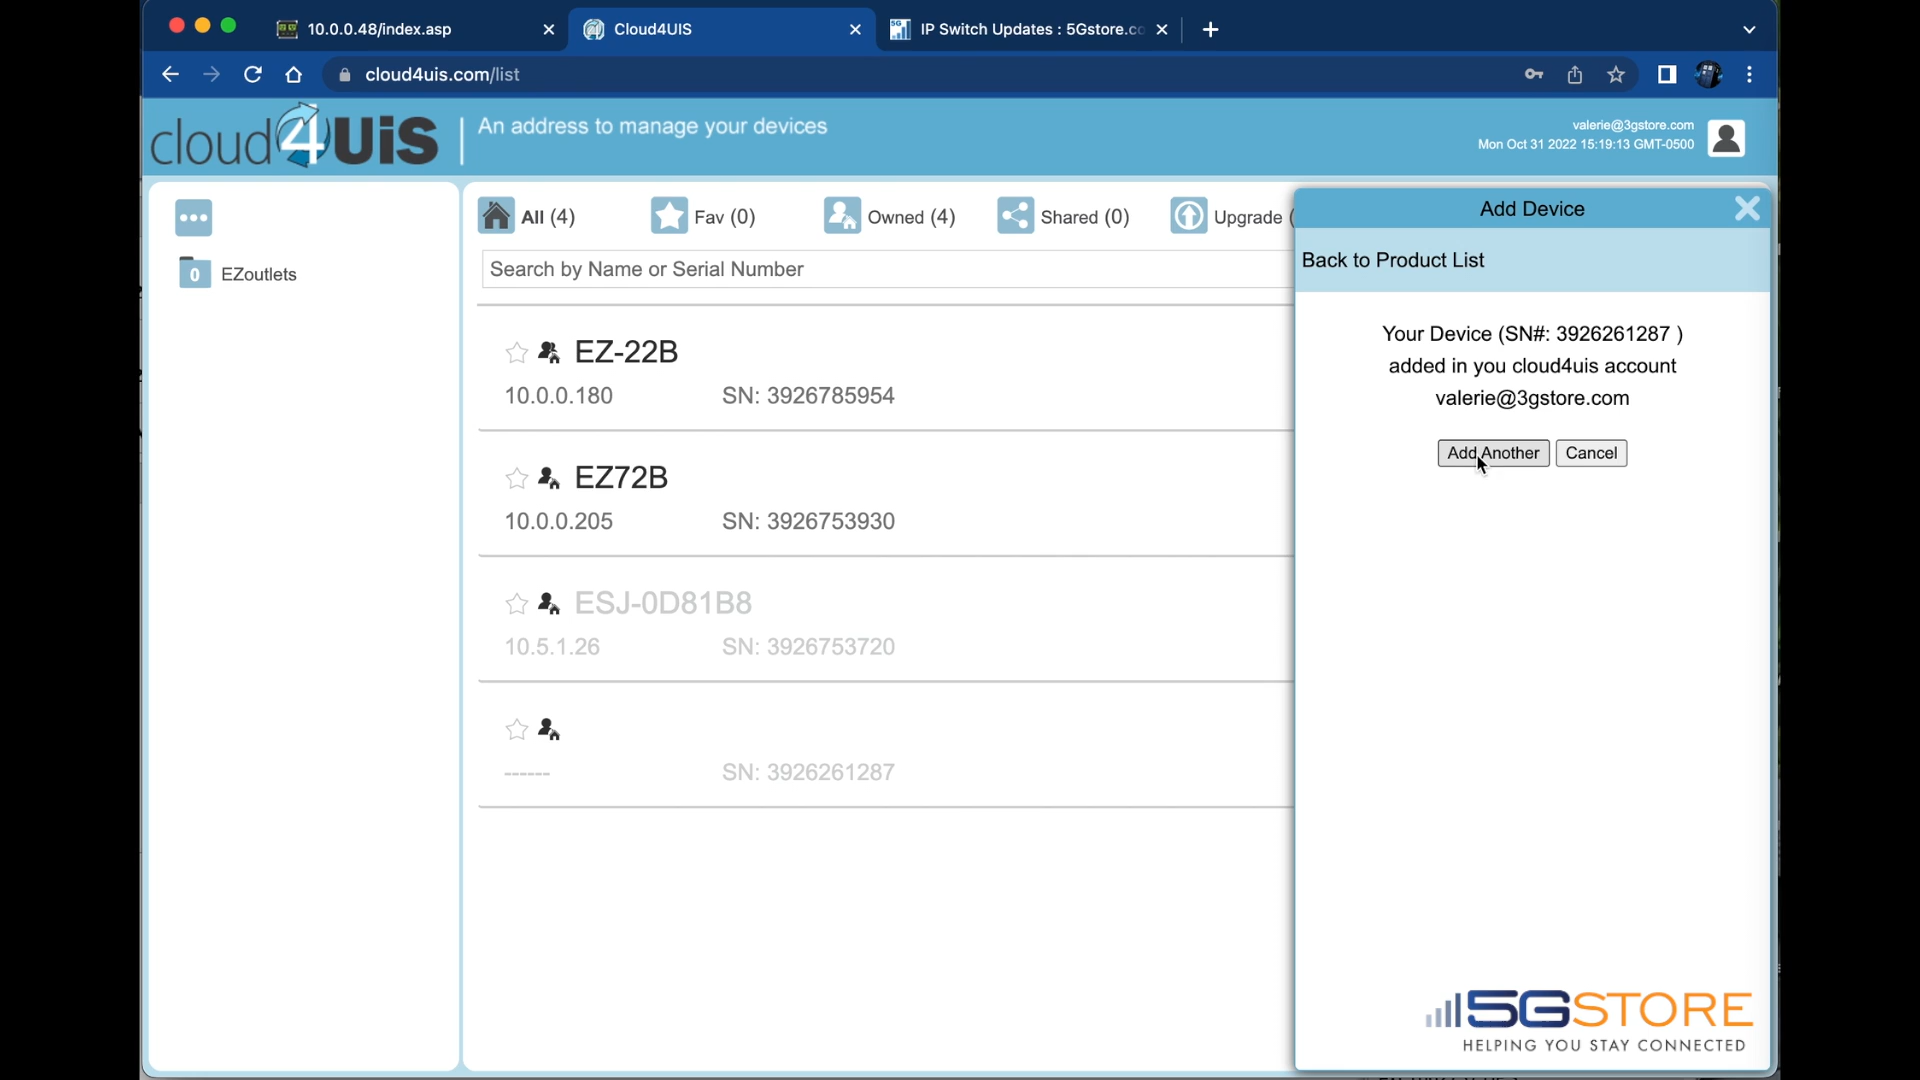 10.0.0.48/index.asp
Cloud4UIS
IP Switch Updates : 5Gstore.co
cloud4uis.com/list
cloud4UiS
An address to manage your devices
valerie@3gstore.com
Mon Oct 31 2022 15:19:13 GMT-0500
0 EZoutlets
All (4)
Fav (0)
Owned (4)
Shared (0)
Upgrade (
Search by Name or Serial Number
EZ-22B
10.0.0.180 SN: 3926785954
EZ72B
10.0.0.205 SN: 3926753930
ESJ-0D81B8
10.5.1.26 SN: 3926753720
------ SN: 3926261287
Add Device
Back to Product List
Your Device (SN#: 3926261287 )
added in you cloud4uis account
valerie@3gstore.com
Add Another
Cancel
5GSTORE
HELPING YOU STAY CONNECTED